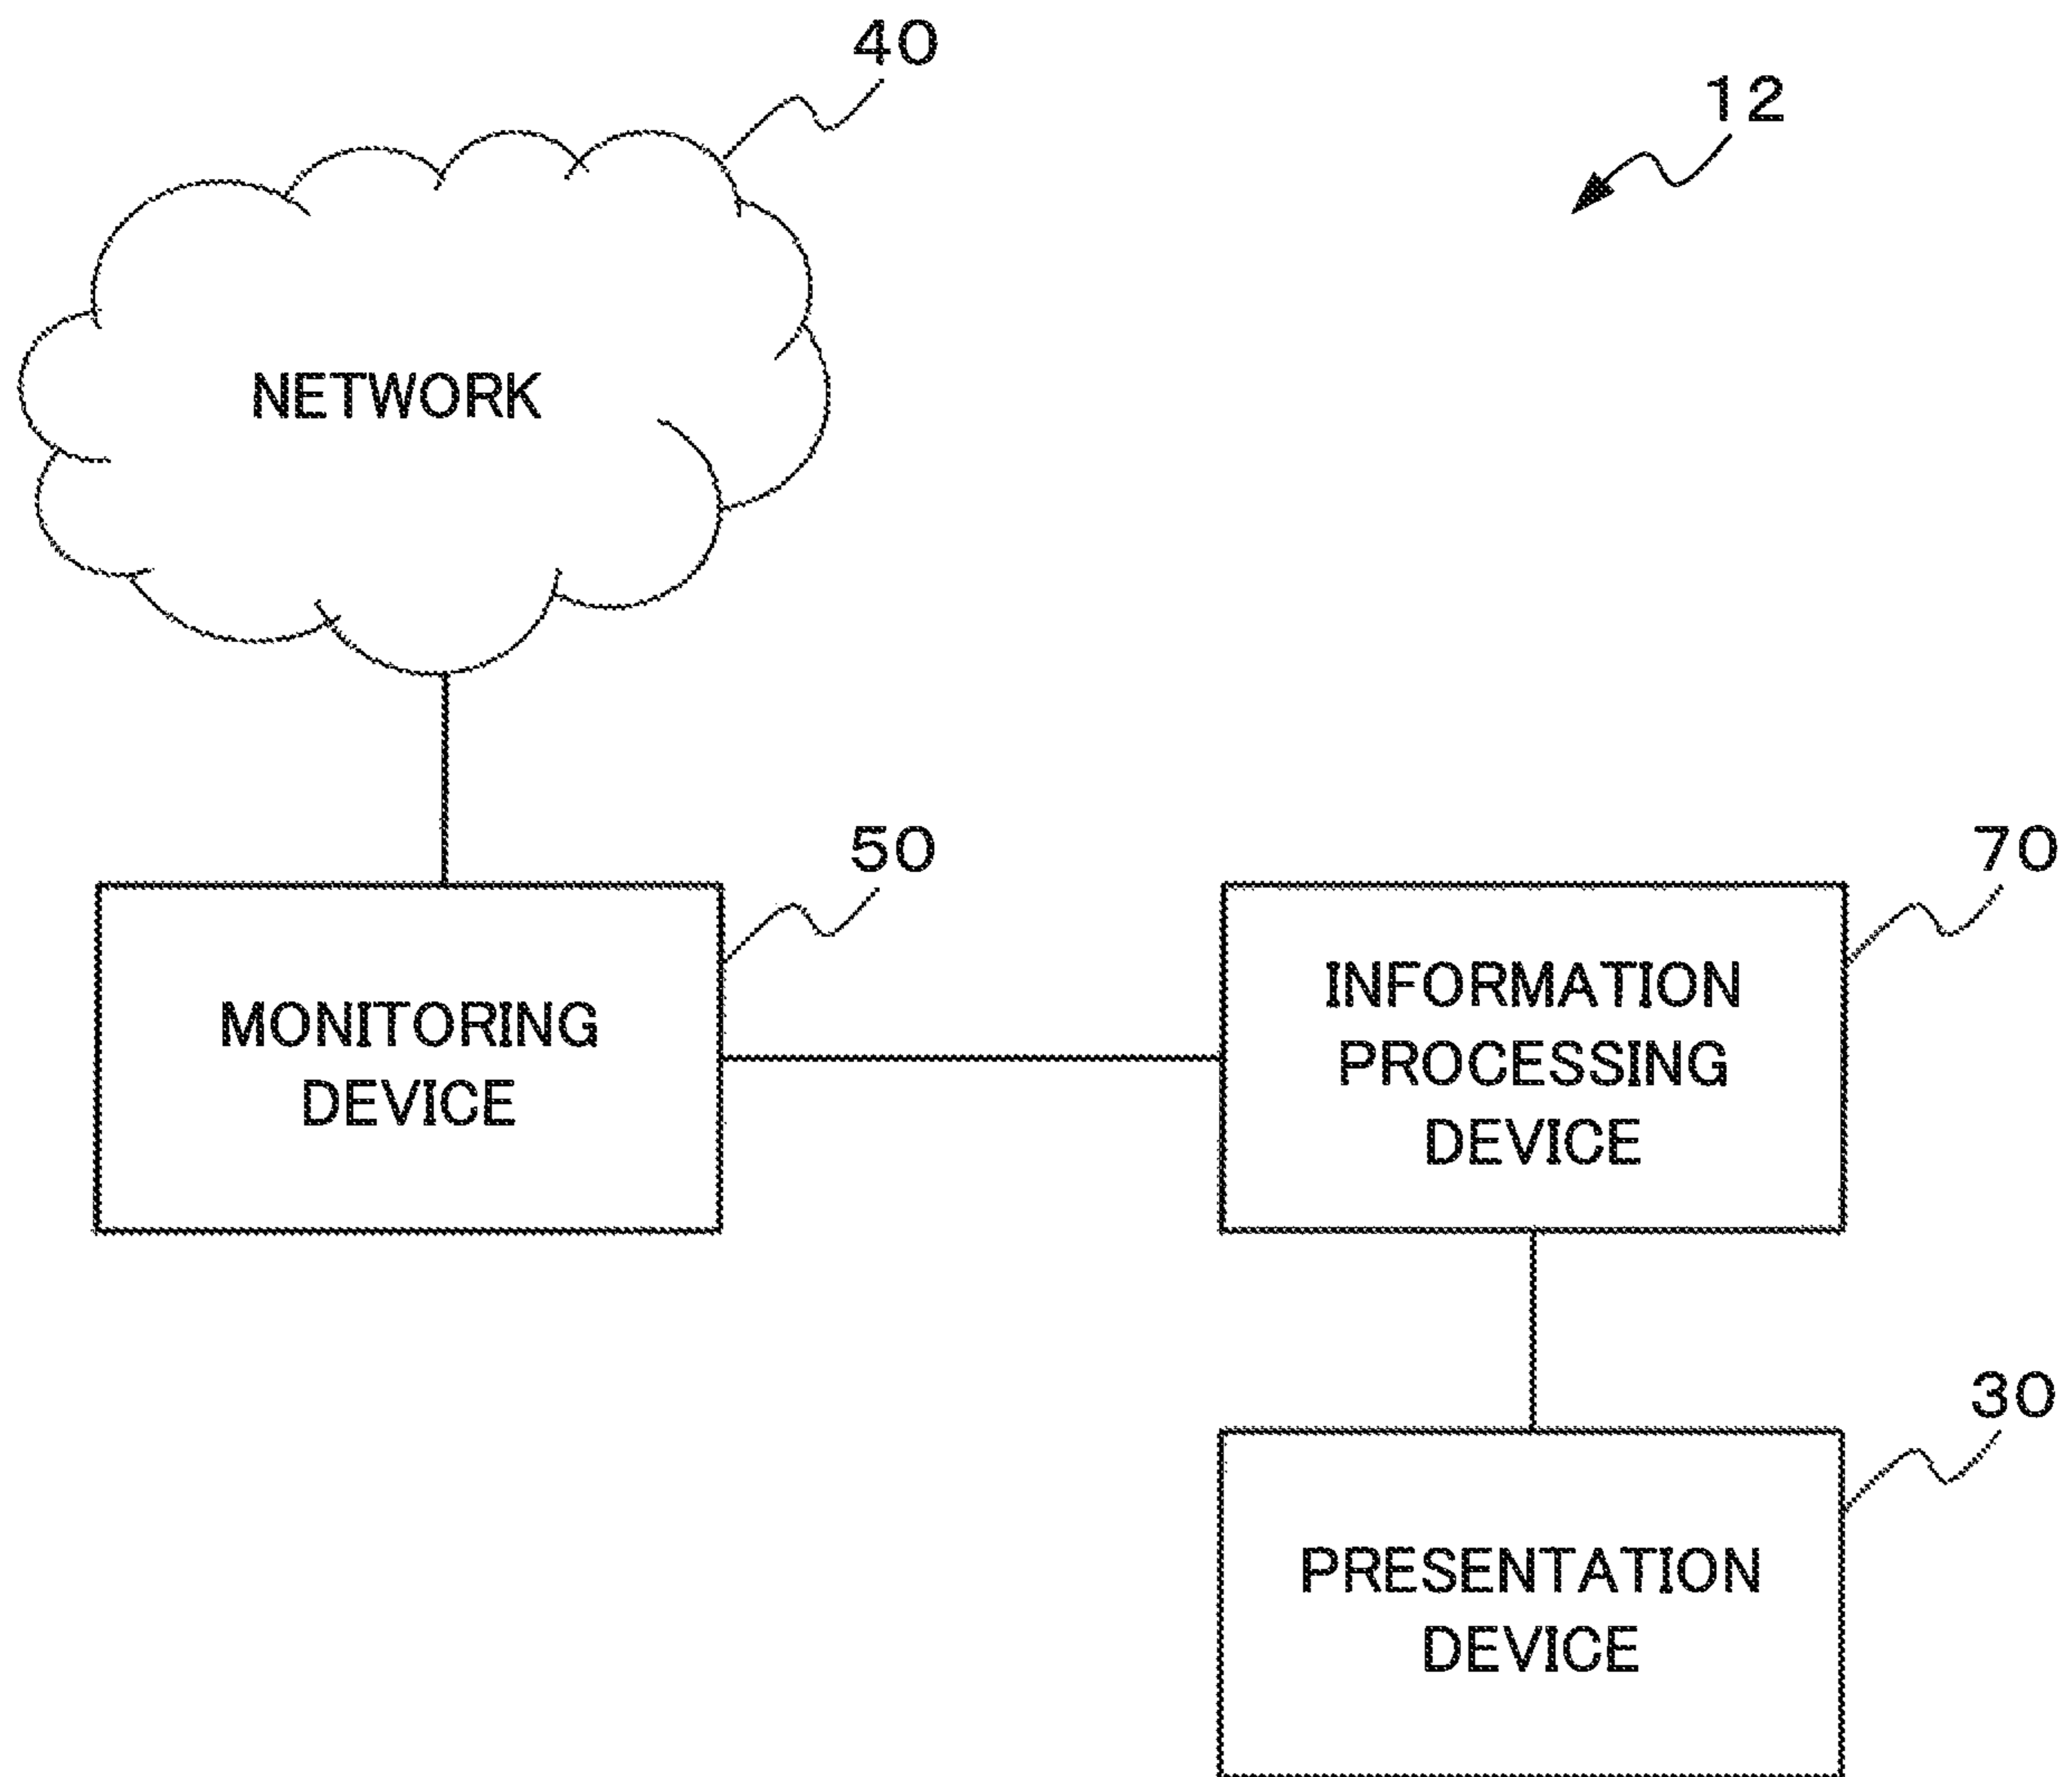 40
12
NETWORK
50
70
MONITORING
DEVICE
INFORMATION
PROCESSING
DEVICE
30
PRESENTATION
DEVICE